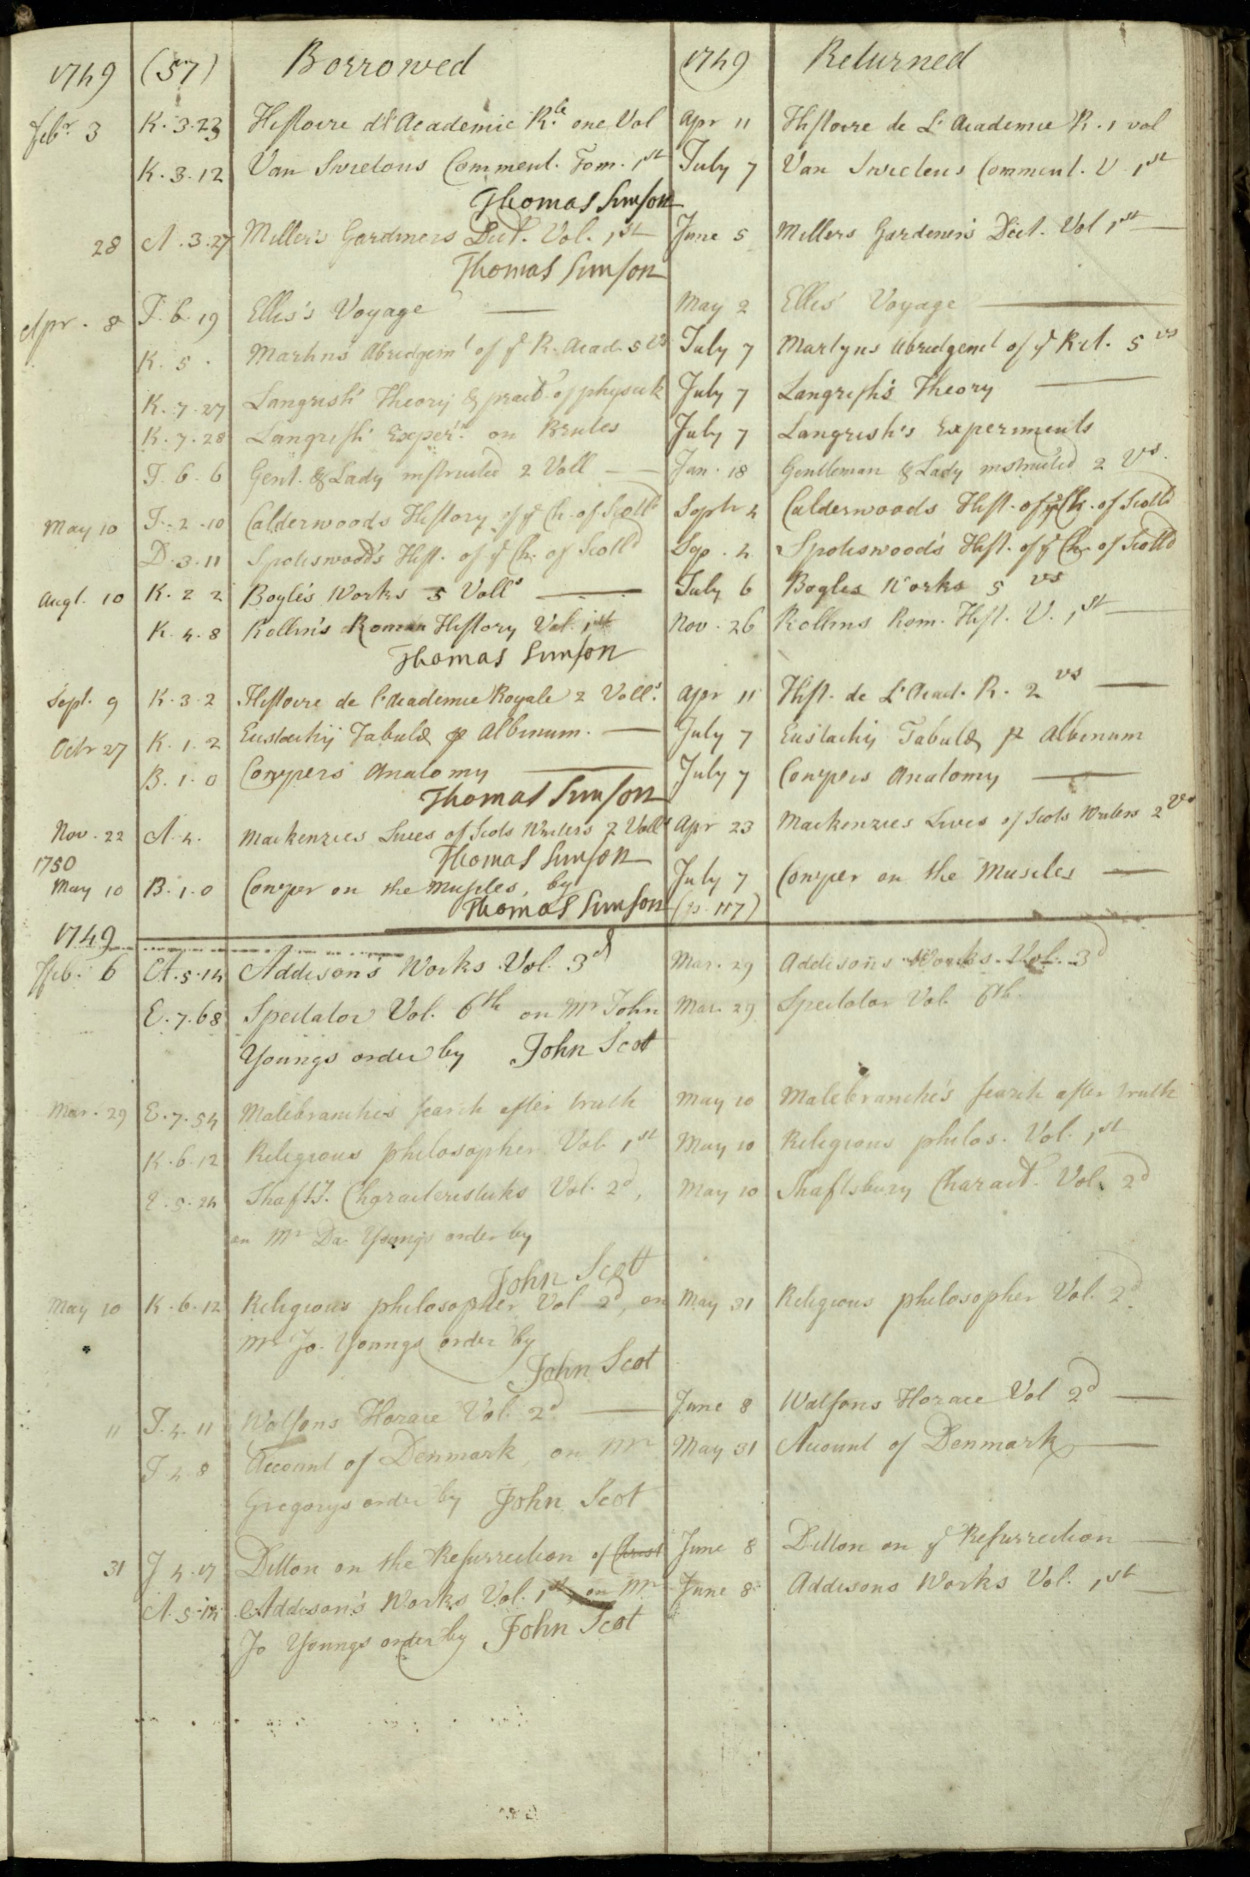 1749 (57) Borrowed 1749 Returned
Febr. 3 K.3.23 Histoire de l'Academie Rle one Vol Apr 11 Histoire de L'Academie R. 1 vol
K.3.12 Van Swietens Comment. Tom. 1st July 7 Van Swietens Comment. V. 1st
Thomas Simson
28 A.3.27 Miller's Gardiners Dict. Vol. 1st June 5 Millers Gardener's Dict. Vol 1st —
Thomas Simson
Apr. 8 T.6.19 Ellis's Voyage — May 2 Ellis' Voyage —
K.5. Martins Abridgemt of ye R. Acad. 5 vs July 7 Martyns Abridgemt of ye R.A. 5 vs
K.7.27 Langrish' Theory & pract. of physick July 7 Langrish's Theory —
K.7.28 Langrish' Experts. on Brutes July 7 Langrish's Experiments
T.6.6 Gent. & Lady instructed 2 Voll — Jan. 18 Gentleman & Lady instructed 2 Vs.
May 10 T.2.10 Calderwoods History of ye Ch. of Scotld Septr 4 Calderwoods Hist. of ye Ch. of Scotld
D.3.11 Spotiswood's Hist. of ye Ch. of Scotld Sep. 4 Spotiswood's Hist. of ye Ch. of Scotld
Augt. 10 K.2 2 Boyle's Works 5 Volls — July 6 Boyles Works 5 vs
K.4.8 Rollin's Roman History Vol. 1st Nov. 26 Rollins Rom. Hist. V. 1st —
Thomas Simson
Sept. 9 K.3.2 Histoire de l'Academie Royale 2 Volls. Apr 11 Hist. de L'Acad. R. 2 vs —
Octr 27 K.1.2 Eustachij Tabulæ p Albinum. — July 7 Eustachij Tabulæ pr Albinum
B.1.0 Cowpers Anatomy — July 7 Cowpers Anatomy —
Thomas Simson
Nov. 22 A.4. Mackenzies Lives of Scots Writers 2 Volls Apr 23 Mackenzies Lives of Scots Writers 2 Vs
Thomas Simson
1750
May 10 B.1.0 Cowper on the Muscles, by July 7 Cowper on the Muscles —
Thomas Simson (p. 117)
1749
Feb. 6 A.5.14 Addison's Works Vol. 3d Mar. 29 Addisons Works. Vol. 3d
E.7.68 Spectator Vol. 6th on Mr John Mar. 29 Spectator Vol. 6th.
Youngs order by John Scot
Mar. 29 E.7.54 Malebranche's search after truth May 10 Malebranche's search after truth
K.6.12 Religious philosopher Vol. 1st May 10 Religious philos. Vol. 1st
E.5.24 Shafts. Characteristicks Vol. 2d, May 10 Shaftsbury Charact. Vol. 2d
on Mr Da. Young's order by
John Scott
May 10 K.6.12 Religious philosopher Vol 2d, on May 31 Religious philosopher Vol. 2d
Mr Jo. Youngs order by
John Scot
11 T.4.11 Watsons Horace Vol. 2d — June 8 Watsons Horace Vol 2d —
T.4.8 Account of Denmark, on Mr May 31 Account of Denmark —
Gregorys order by John Scot
31 J 4.17 Ditton on the Resurrection of Christ June 8 Ditton on ye Resurrection —
A.5.14 Addison's Works Vol. 1st on Mr June 8 Addisons Works Vol. 1st —
Jo Youngs order by John Scot